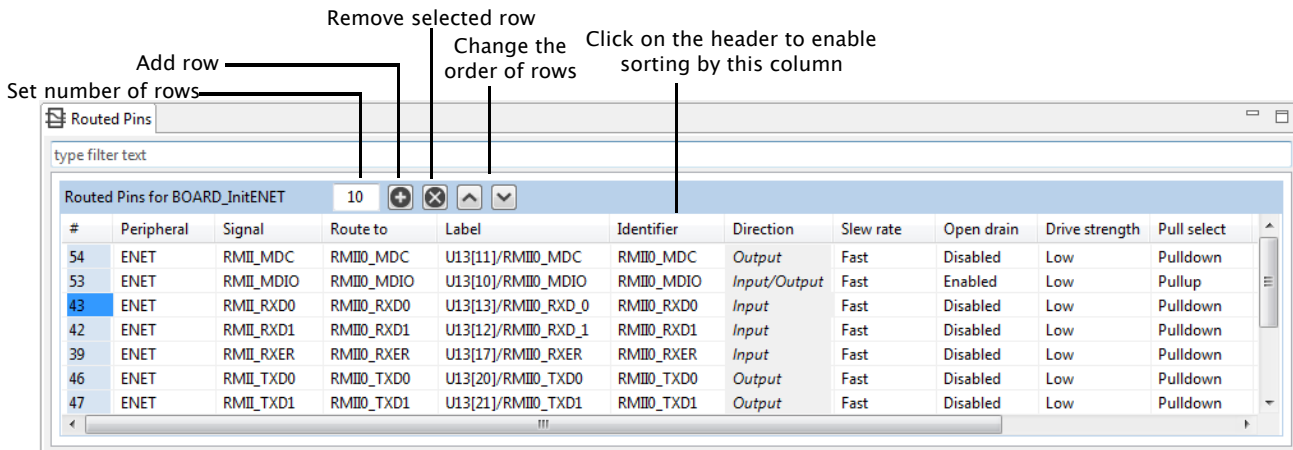 Remove selected row
Change the
order of rows
Click on the header to enable
sorting by this column
Add row
Set number of rows
Routed Pins
type filter text
Routed Pins for BOARD_InitENET 10
# Peripheral Signal Route to Label Identifier Direction Slew rate Open drain Drive strength Pull select
54 ENET RMII_MDC RMII0_MDC U13[11]/RMII0_MDC RMII0_MDC Output Fast Disabled Low Pulldown
53 ENET RMII_MDIO RMII0_MDIO U13[10]/RMII0_MDIO RMII0_MDIO Input/Output Fast Enabled Low Pullup
43 ENET RMII_RXD0 RMII0_RXD0 U13[13]/RMII0_RXD_0 RMII0_RXD0 Input Fast Disabled Low Pulldown
42 ENET RMII_RXD1 RMII0_RXD1 U13[12]/RMII0_RXD_1 RMII0_RXD1 Input Fast Disabled Low Pulldown
39 ENET RMII_RXER RMII0_RXER U13[17]/RMII0_RXER RMII0_RXER Input Fast Disabled Low Pulldown
46 ENET RMII_TXD0 RMII0_TXD0 U13[20]/RMII0_TXD0 RMII0_TXD0 Output Fast Disabled Low Pulldown
47 ENET RMII_TXD1 RMII0_TXD1 U13[21]/RMII0_TXD1 RMII0_TXD1 Output Fast Disabled Low Pulldown